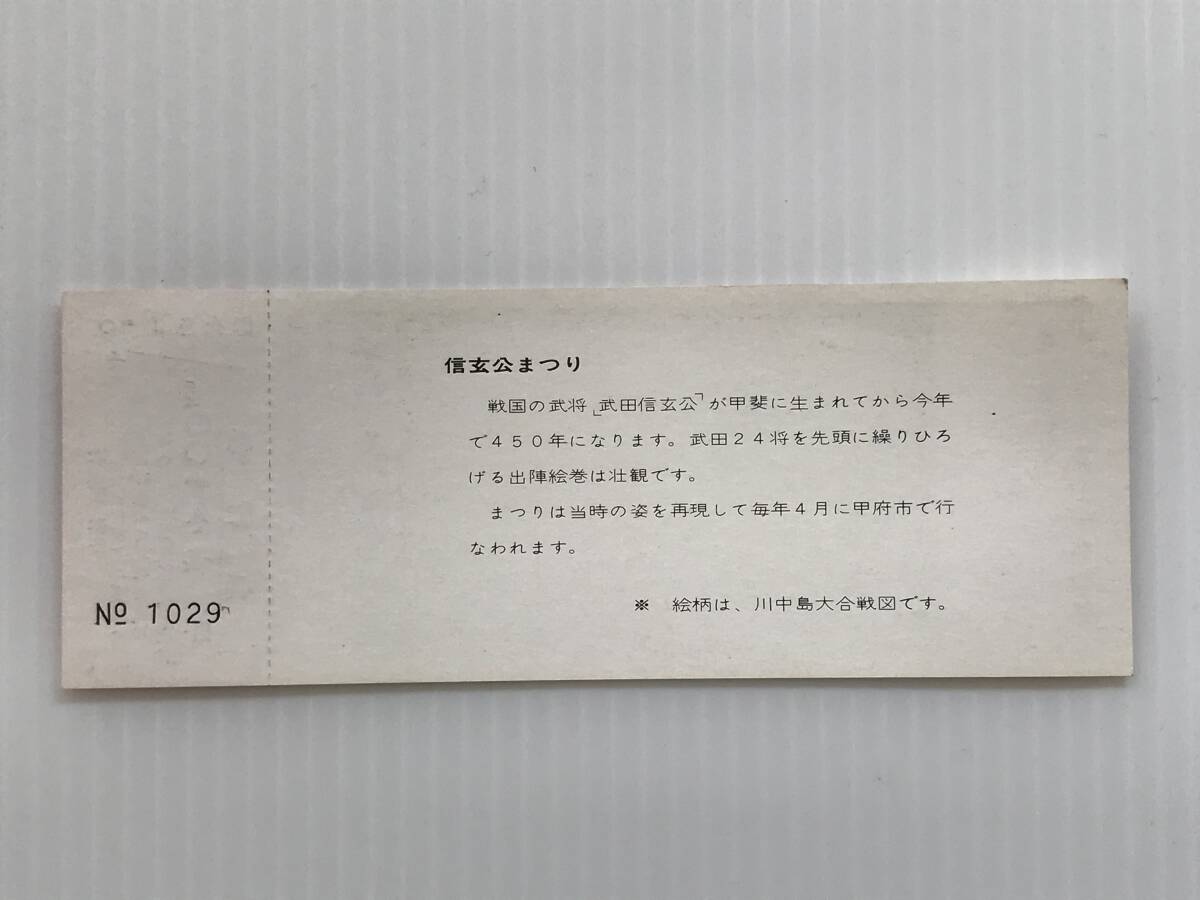 信玄公まつり
戦国の武将「武田信玄公」が甲斐に生まれてから今年
で450年になります。武田24将を先頭に繰りひろ
げる出陣絵巻は壮観です。
まつりは当時の姿を再現して毎年4月に甲府市で行
なわれます。
※ 絵柄は、川中島大合戦図です。
№ 1029